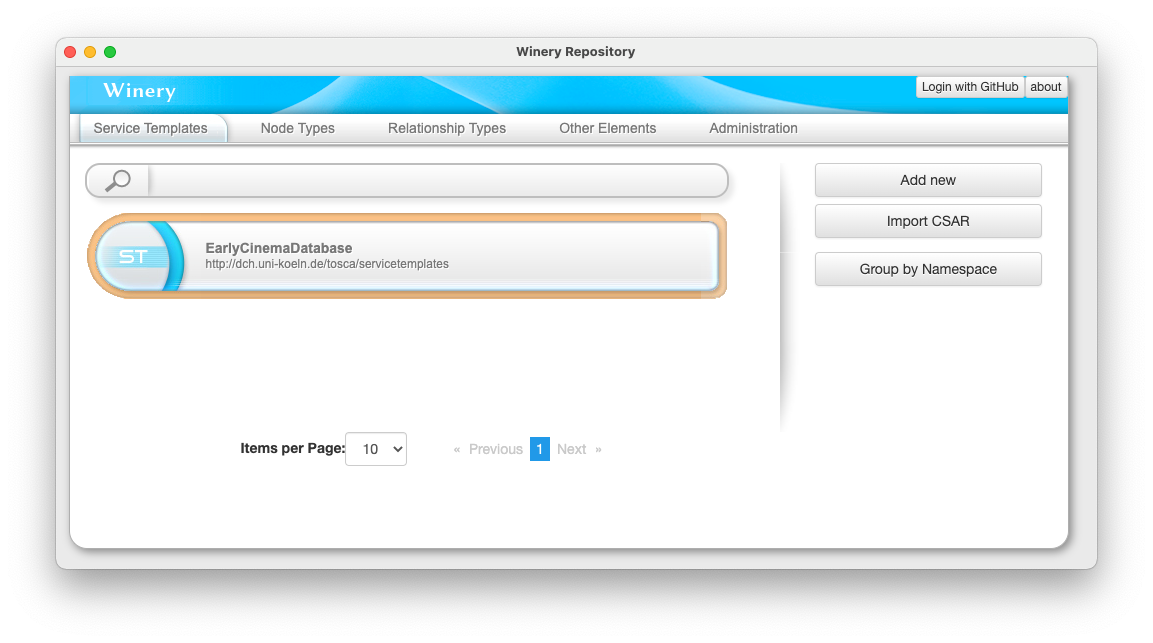 Winery Repository
Winery
Login with GitHub
about
Service Templates
Node Types
Relationship Types
Other Elements
Administration
Add new
Import CSAR
ST
EarlyCinemaDatabase
http://dch.uni-koeln.de/tosca/servicetemplates
Group by Namespace
Items per Page: 10
« Previous 1 Next »